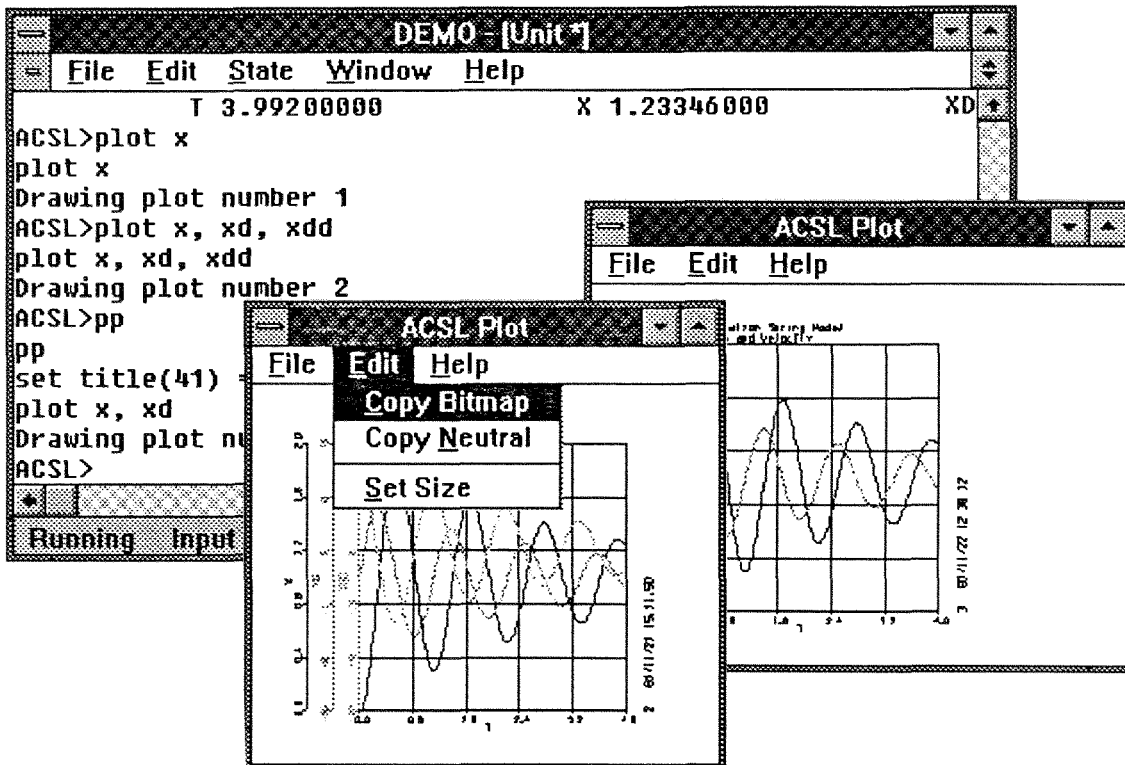 DEMO - [Unit *]
File Edit State Window Help
T 3.99200000 X 1.23346000 XD
ACSL>plot x
plot x
Drawing plot number 1
ACSL>plot x, xd, xdd
plot x, xd, xdd
Drawing plot number 2
ACSL>pp
pp
set title(41) =
plot x, xd
Drawing plot nu
ACSL>
Running Input
ACSL Plot
File Edit Help
and Velocity
ACSL Plot
File Edit Help
Copy Bitmap
Copy Neutral
Set Size